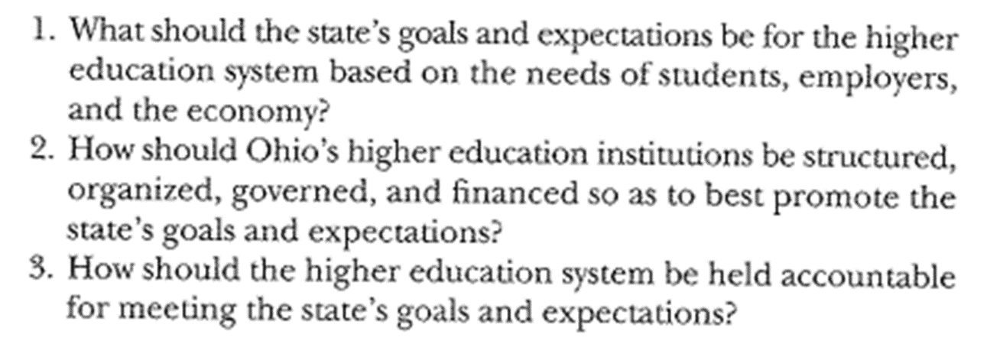 1. What should the state's goals and expectations be for the higher
education system based on the needs of students, employers,
and the economy?
2. How should Ohio's higher education institutions be structured,
organized, governed, and financed so as to best promote the
state's goals and expectations?
3. How should the higher education system be held accountable
for meeting the state's goals and expectations?